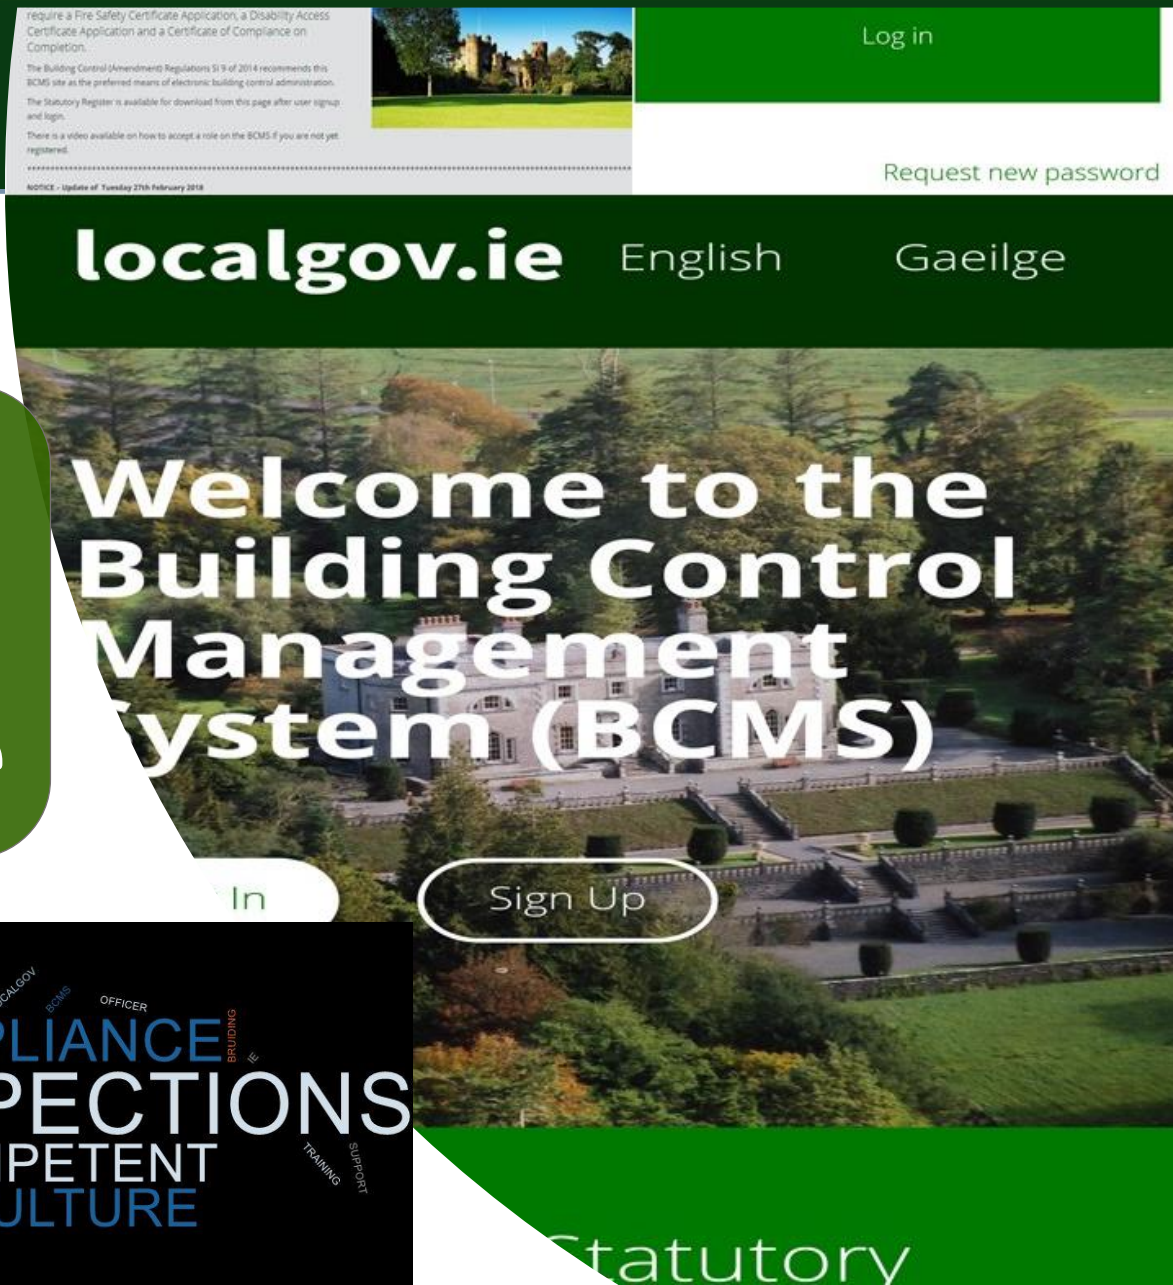 require a Fire Safety Certificate Application, a Disability Access
Certificate Application and a Certificate of Compliance on
Completion.
The Building Control (Amendment) Regulations SI 9 of 2014 recommends this
BCMS site as the preferred means of electronic building control administration.
The Statutory Register is available for download from this page after user signup
and login.
There is a video available on how to accept a role on the BCMS if you are not yet
registered.
NOTICE - Update of Tuesday 27th February 2018
Log in
Request new password
localgov.ie English Gaeilge
Welcome to the
Building Control
Management
System (BCMS)
In
Sign Up
OCALGOV
BCMS
OFFICER
PLIANCE
BRUIDING
IE
PECTIONS
MPETENT
TRAINING
SUPPORT
ULTURE
Statutory